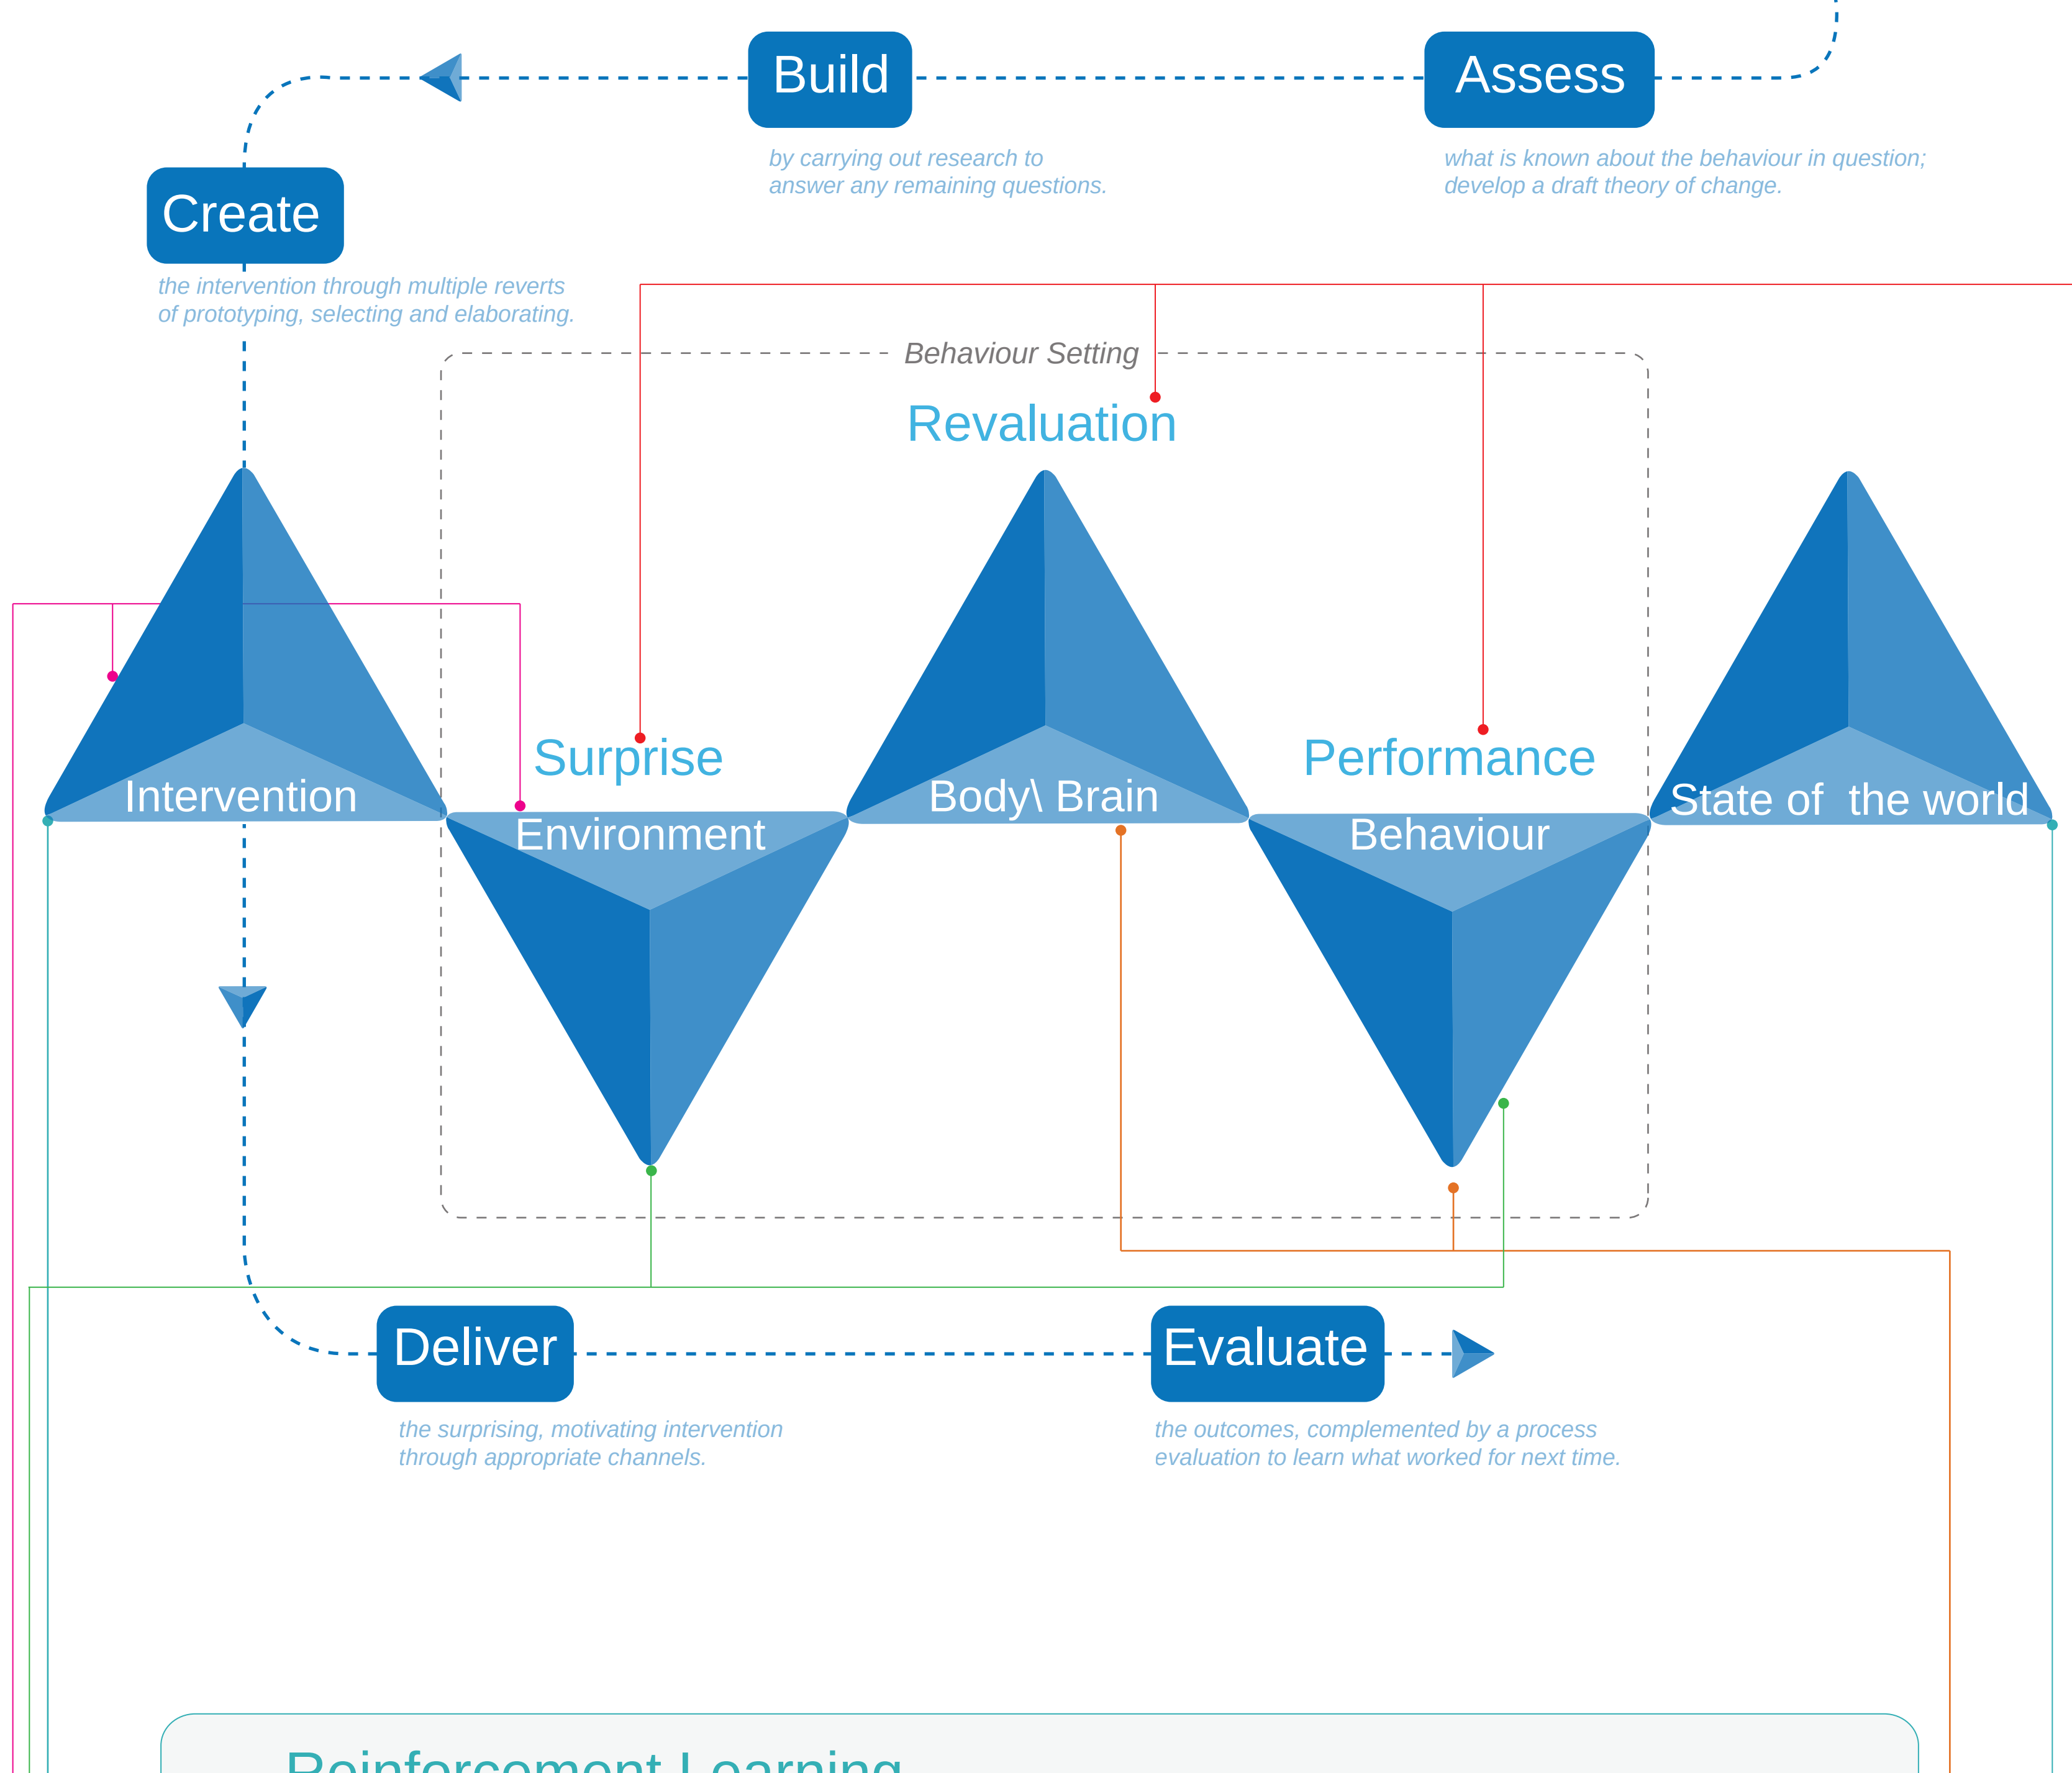 Build
Assess
by carrying out research to
answer any remaining questions.
what is known about the behaviour in question;
develop a draft theory of change.
Create
the intervention through multiple reverts
of prototyping, selecting and elaborating.
Behaviour Setting
Revaluation
Surprise
Performance
Intervention
Environment
Body\ Brain
Behaviour
State of the world
Deliver
Evaluate
the surprising, motivating intervention
through appropriate channels.
the outcomes, complemented by a process
evaluation to learn what worked for next time.
Reinforcement Learning